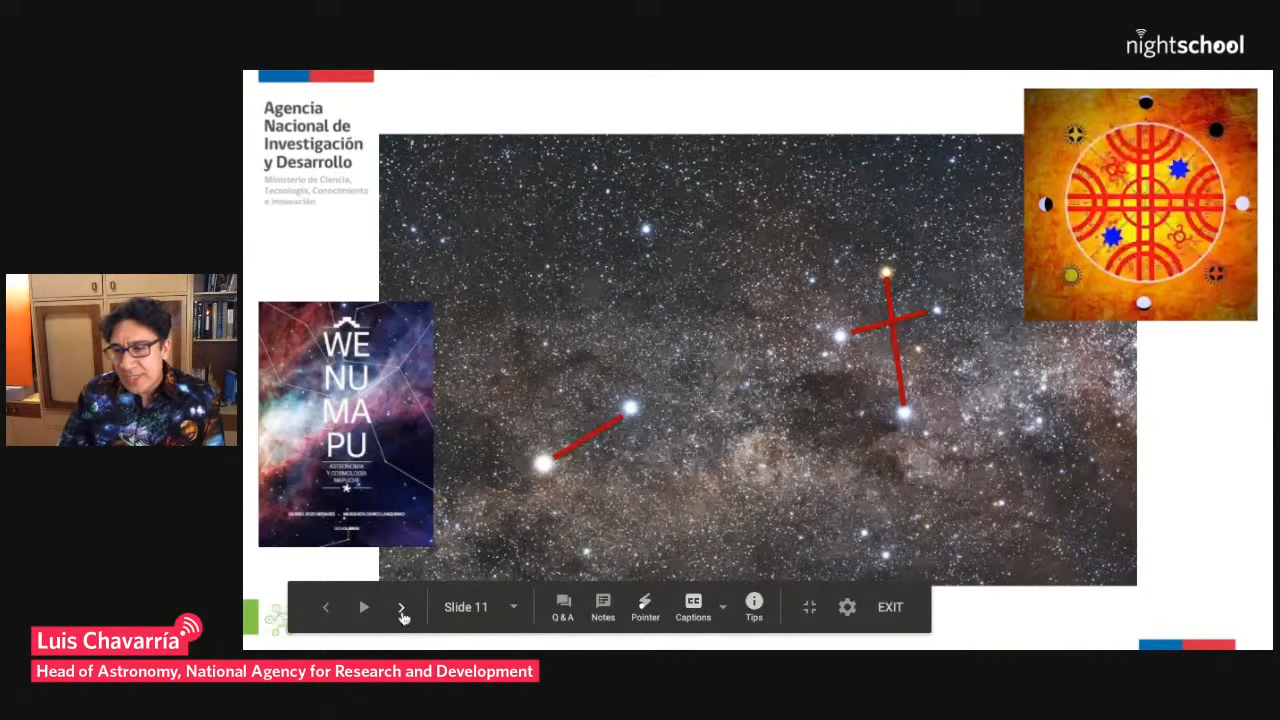 nightschool
Agencia
Nacional de
Investigación
y Desarrollo
Ministerio de Ciencia,
Tecnología, Conocimiento
e Innovación
WE
NU
MA
PU
ASTRONOMÍA
Y COSMOLOGÍA
MAPUCHE
Slide 11
Q & A
Notes
Pointer
CC
Captions
Tips
EXIT
Luis Chavarría
Head of Astronomy, National Agency for Research and Development